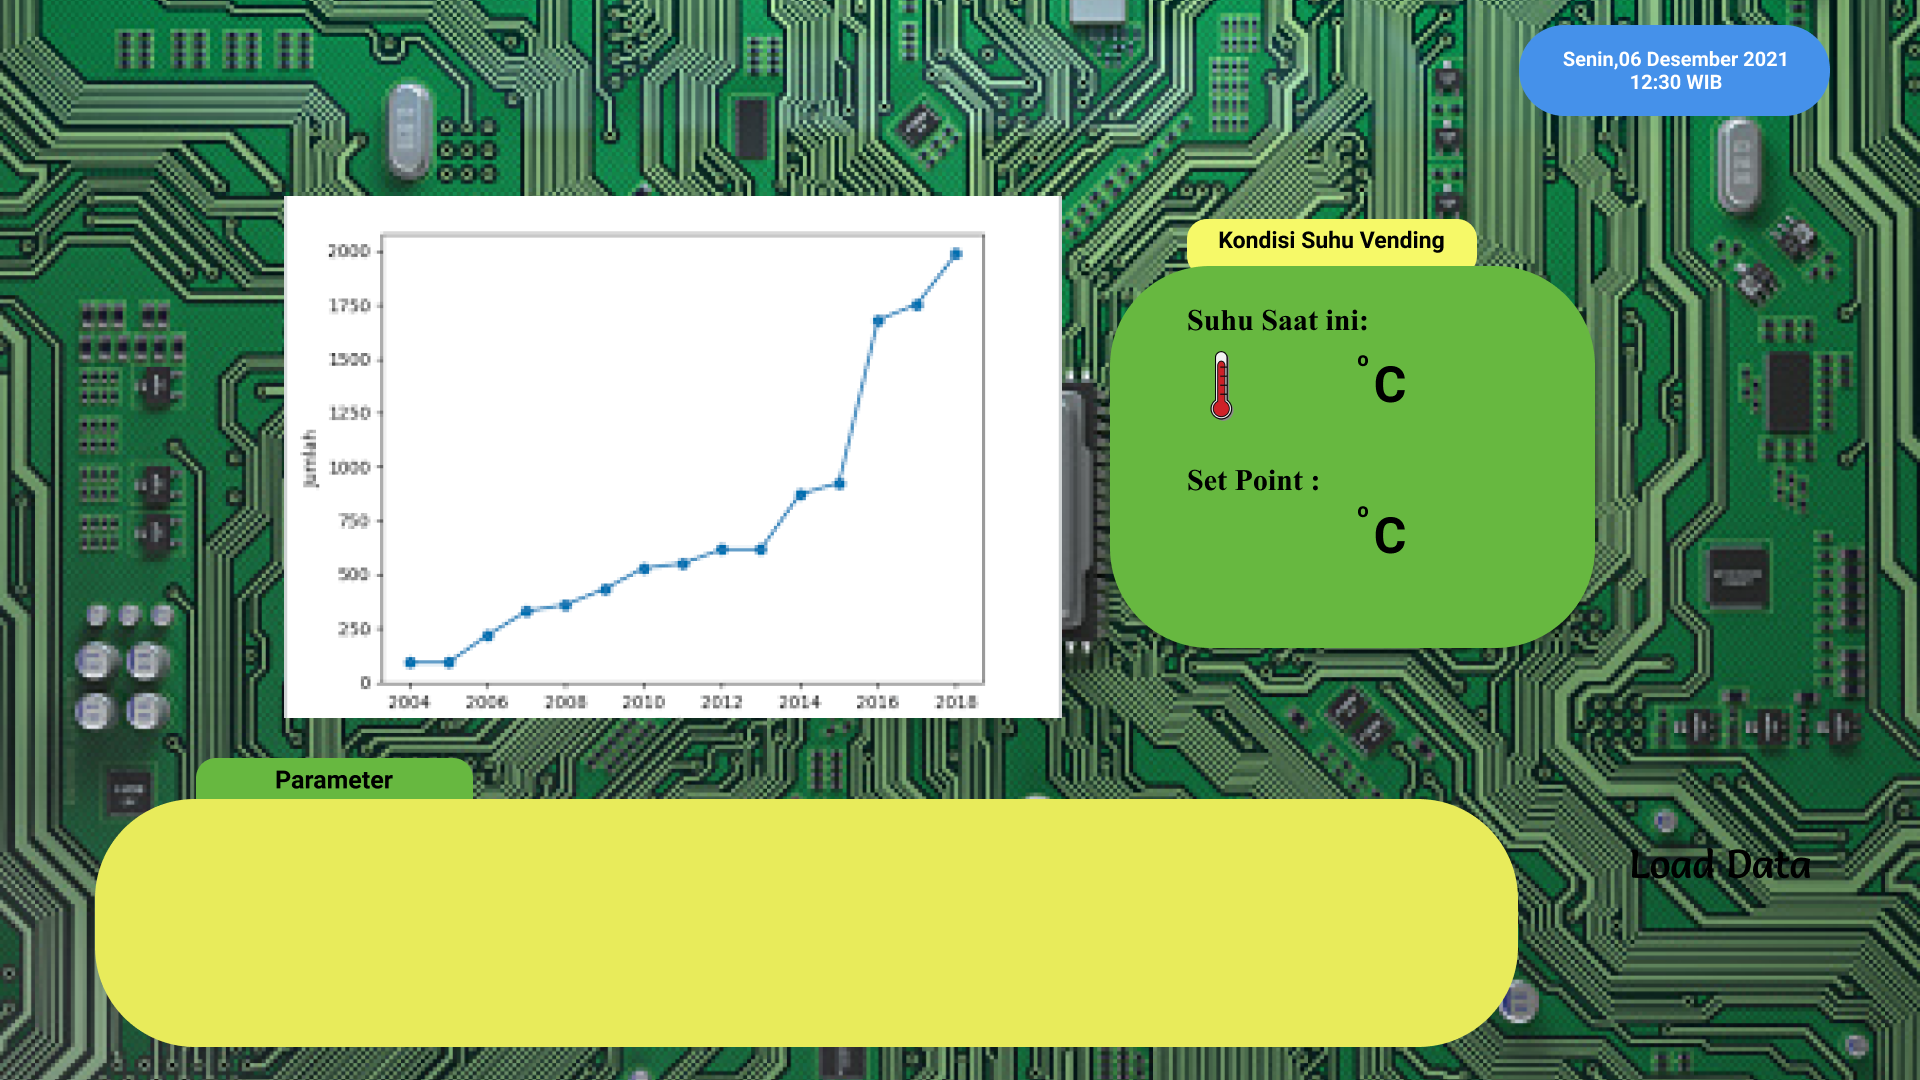 Senin,06 Desember 2021
12:30 WIB
2000
1750
1500
1250
1000
750
500
250
0
Jumlah
2004 2006 2008 2010 2012 2014 2016 2018
Kondisi Suhu Vending
Suhu Saat ini:
°C
Set Point :
°C
Parameter
Load Data